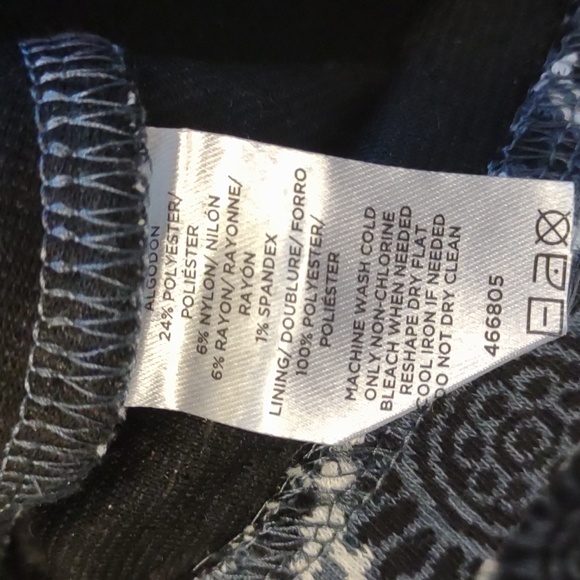 ALGODÓN
24% POLYESTER/
POLIÉSTER
6% NYLON/ NILÓN
6% RAYON/ RAYONNE/
RAYÓN
1% SPANDEX
LINING/ DOUBLURE/ FORRO
100% POLYESTER/
POLIÉSTER
MACHINE WASH COLD
ONLY NON-CHLORINE
BLEACH WHEN NEEDED
RESHAPE DRY FLAT
COOL IRON IF NEEDED
DO NOT DRY CLEAN
466805